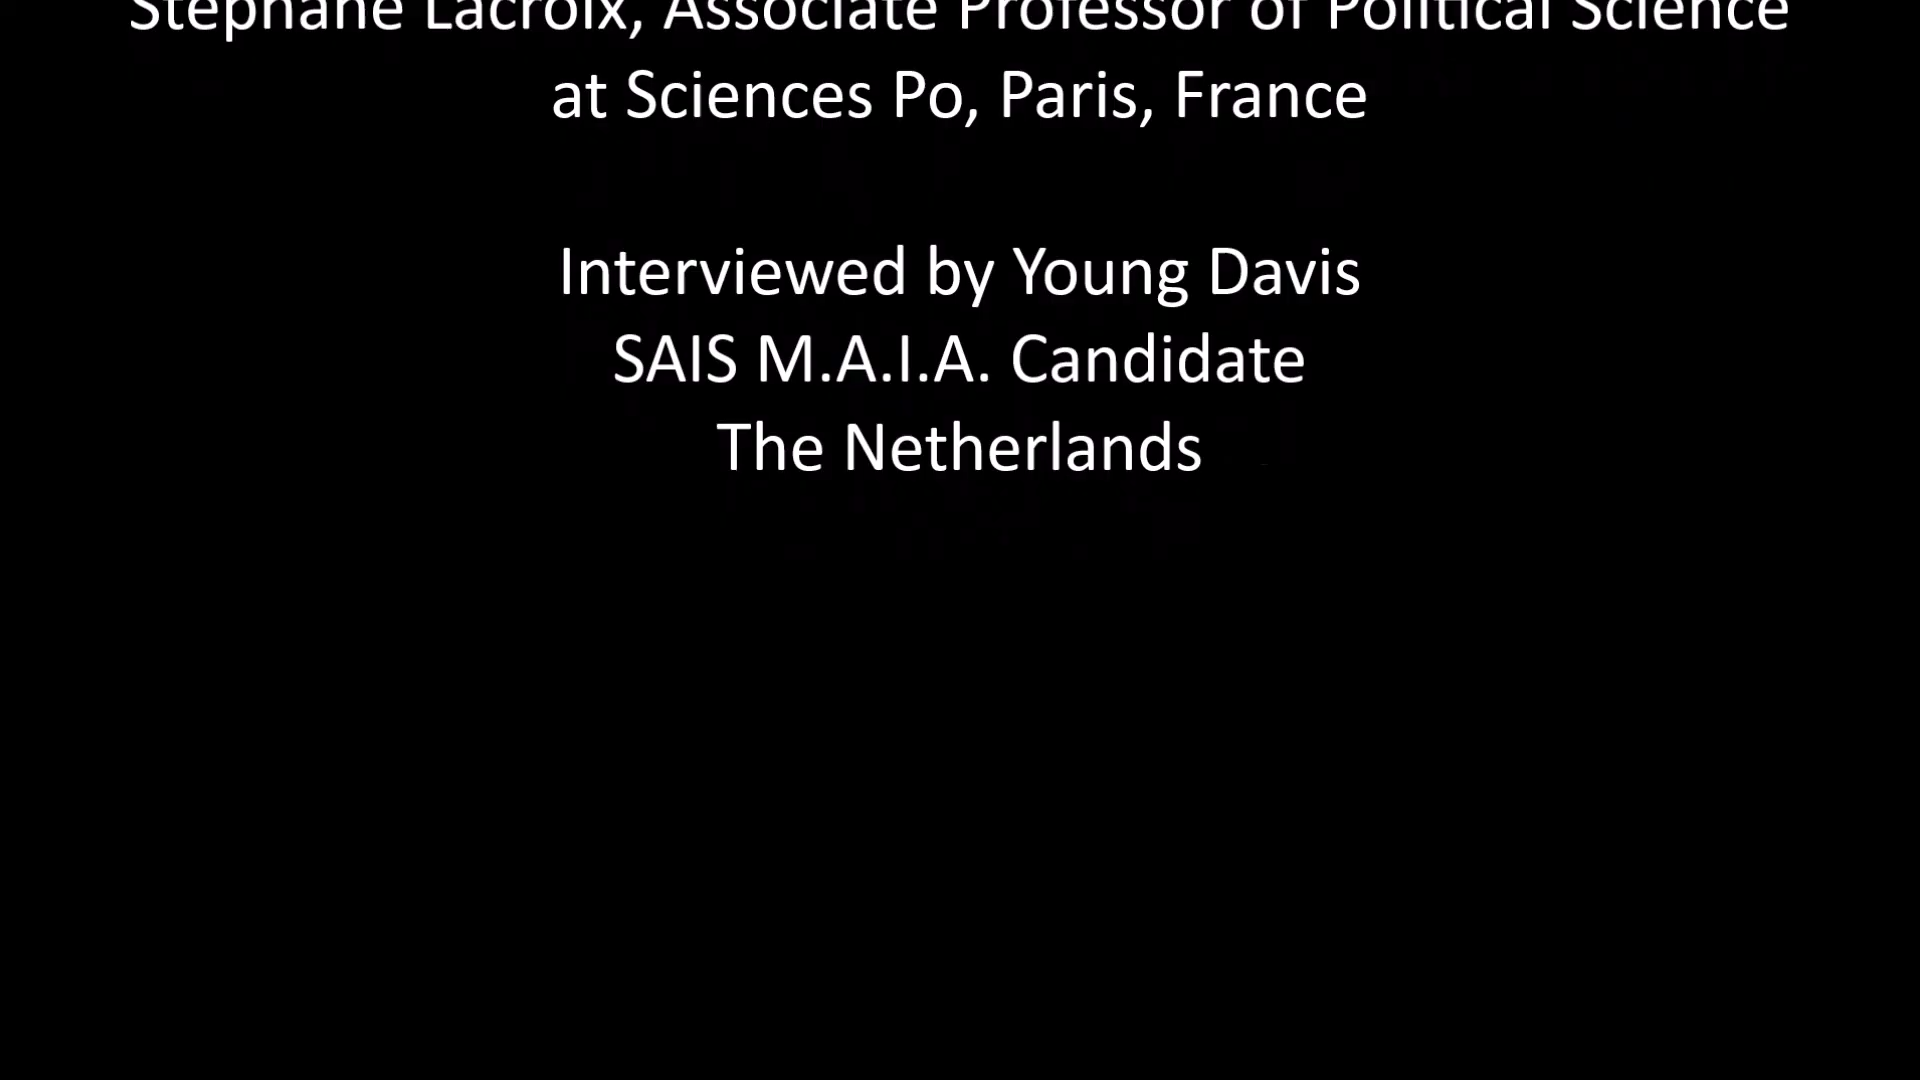 Stéphane Lacroix, Associate Professor of Political Science
at Sciences Po, Paris, France
Interviewed by Young Davis
SAIS M.A.I.A. Candidate
The Netherlands